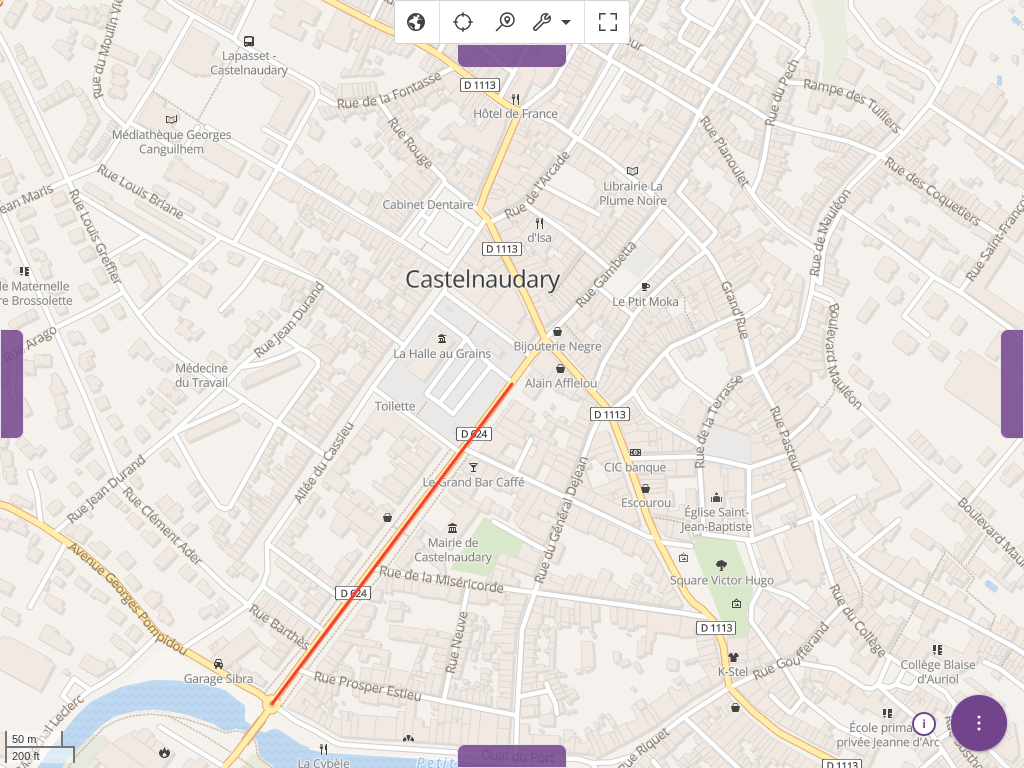 Rue du Moulin Vie
Lapasset -
Castelnaudary
D 1113
Rue de la Fontasse
Hôtel de France
Rue du Pech
Rampe des Tuiliers
Médiathèque Georges
Canguilhem
Rue Rouge
Rue Planoulet
Rue de l'Arcade
Rue des Coquetiers
Rue Louis Briane
Librairie La
Plume Noire
ean Maris
Cabinet Dentaire
Rue Louis Greffier
Rue de Mauléon
Rue Saint-Franço
d'Isa
D 1113
Castelnaudary
Rue Gambetta
le Maternelle
re Brossolette
Le Ptit Moka
Grand'Rue
Rue Jean Durand
Rue Arago
Bijouterie Negre
La Halle au Grains
Boulevard Mauléon
Médecine
du Travail
Alain Afflelou
Toilette
D 1113
Rue de la Terrasse
D 624
Rue Pasteur
Allée du Cassieu
CIC banque
Le Grand Bar Caffé
Rue Jean Durand
Escourou
Rue Clément Ader
Église Saint-
Jean-Baptiste
Rue du Général Dejean
Boulevard Mau
Mairie de
Castelnaudary
Avenue Georges Pompidou
Rue de la Miséricorde
Square Victor Hugo
D 624
Rue Barthès
Rue du Collège
D 1113
Rue Neuve
Rue Goufferand
K-Stel
Collège Blaise
d'Auriol
Garage Sibra
Rue Prosper Estieu
Leclerc
i
École prima
privée Jeanne d'Arc
50 m
200 ft
Rue Riquet
Quai du Port
La Cybèle
Petit
D 1113